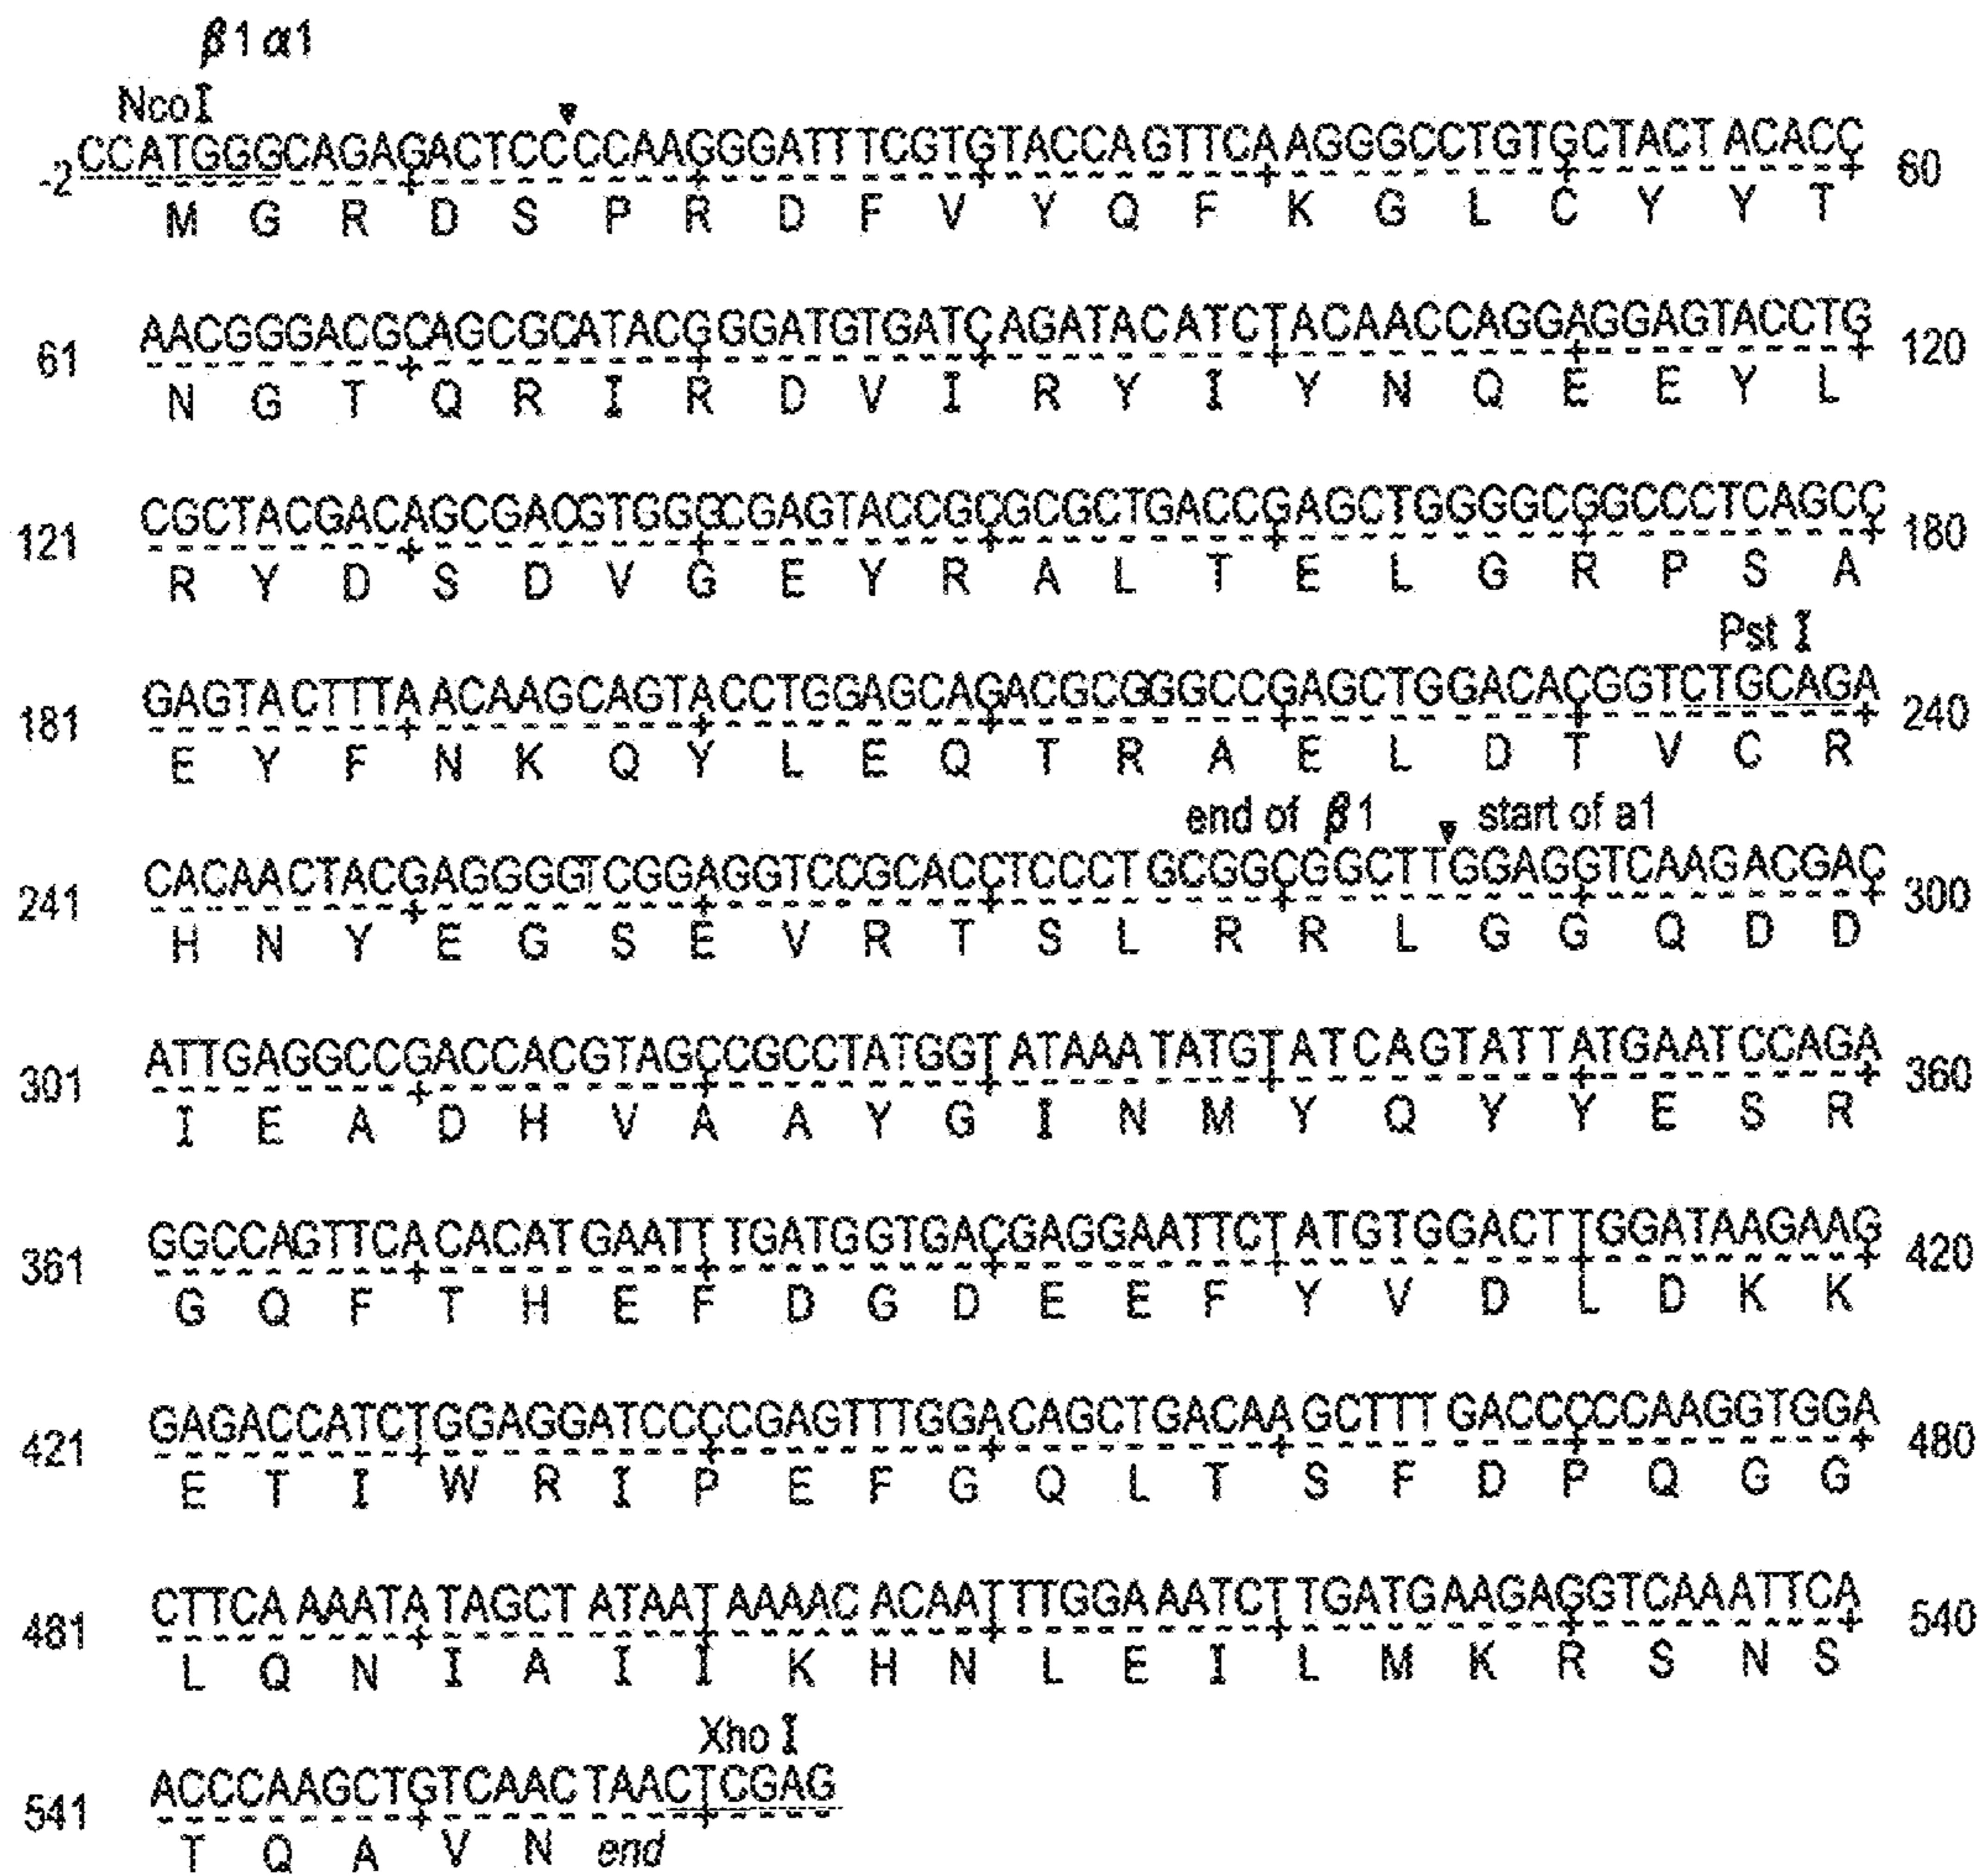 β1 α1
NcoI
-2 CCATGGGCAGAGACTCCCCAAGGGATTTCGTGTACCAGTTCAAGGGCCTGTGCTACTACACC 60
M G R D S P R D F V Y Q F K G L C Y Y T
61 AACGGGACGCAGCGCATACGGGATGTGATCAGATACATCTACAACCAGGAGGAGTACCTG 120
N G T Q R I R D V I R Y I Y N Q E E Y L
121 CGCTACGACAGCGACGTGGGCGAGTACCGCGCGCTGACCGAGCTGGGGCGGCCCTCAGCC 180
R Y D S D V G E Y R A L T E L G R P S A
Pst I
181 GAGTACTTTAACAAGCAGTACCTGGAGCAGACGCGGGCCGAGCTGGACACGGTCTGCAGA 240
E Y F N K Q Y L E Q T R A E L D T V C R
end of β1 start of a1
241 CACAACTACGAGGGGTCGGAGGTCCGCACCTCCCTGCGGCGGCTTGGAGGTCAAGACGAC 300
H N Y E G S E V R T S L R R L G G Q D D
301 ATTGAGGCCGACCACGTAGCCGCCTATGGTATAAATATGTATCAGTATTATGAATCCAGA 360
I E A D H V A A Y G I N M Y Q Y Y E S R
361 GGCCAGTTCACACATGAATTTGATGGTGACGAGGAATTCTATGTGGACTTGGATAAGAAG 420
G Q F T H E F D G D E E F Y V D L D K K
421 GAGACCATCTGGAGGATCCCCGAGTTTGGACAGCTGACAAGCTTTGACCCCCAAGGTGGA 480
E T I W R I P E F G Q L T S F D P Q G G
481 CTTCAAAATATAGCTATAATAAAACACAATTTGGAAATCTTGATGAAGAGGTCAAATTCA 540
L Q N I A I I K H N L E I L M K R S N S
Xho I
541 ACCCAAGCTGTCAACTAACTCGAG
T Q A V N end